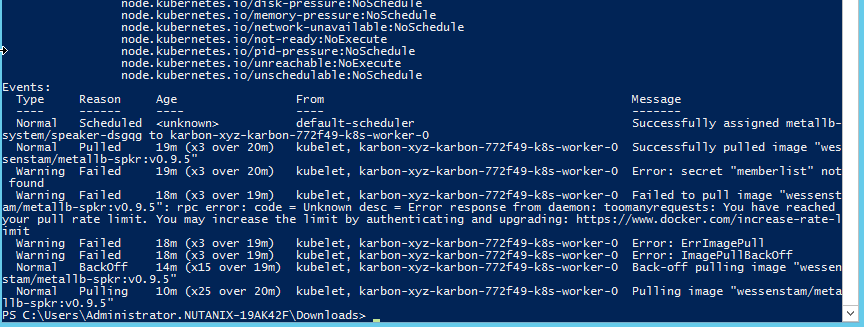 node.kubernetes.io/disk-pressure:NoSchedule
node.kubernetes.io/memory-pressure:NoSchedule
node.kubernetes.io/network-unavailable:NoSchedule
node.kubernetes.io/not-ready:NoExecute
node.kubernetes.io/pid-pressure:NoSchedule
node.kubernetes.io/unreachable:NoExecute
node.kubernetes.io/unschedulable:NoSchedule
Events:
Type Reason Age From Message
---- ------ ---- ---- -------
Normal Scheduled <unknown> default-scheduler Successfully assigned metallb-
system/speaker-dsgqg to karbon-xyz-karbon-772f49-k8s-worker-0
Normal Pulled 19m (x3 over 20m) kubelet, karbon-xyz-karbon-772f49-k8s-worker-0 Successfully pulled image "wes
senstam/metallb-spkr:v0.9.5"
Warning Failed 19m (x3 over 20m) kubelet, karbon-xyz-karbon-772f49-k8s-worker-0 Error: secret "memberlist" not
found
Warning Failed 18m (x3 over 19m) kubelet, karbon-xyz-karbon-772f49-k8s-worker-0 Failed to pull image "wessenst
am/metallb-spkr:v0.9.5": rpc error: code = Unknown desc = Error response from daemon: toomanyrequests: You have reached
your pull rate limit. You may increase the limit by authenticating and upgrading: https://www.docker.com/increase-rate-l
imit
Warning Failed 18m (x3 over 19m) kubelet, karbon-xyz-karbon-772f49-k8s-worker-0 Error: ErrImagePull
Warning Failed 18m (x3 over 19m) kubelet, karbon-xyz-karbon-772f49-k8s-worker-0 Error: ImagePullBackOff
Normal BackOff 14m (x15 over 19m) kubelet, karbon-xyz-karbon-772f49-k8s-worker-0 Back-off pulling image "wessen
stam/metallb-spkr:v0.9.5"
Normal Pulling 10m (x25 over 20m) kubelet, karbon-xyz-karbon-772f49-k8s-worker-0 Pulling image "wessenstam/meta
llb-spkr:v0.9.5"
PS C:\Users\Administrator.NUTANIX-19AK42F\Downloads>